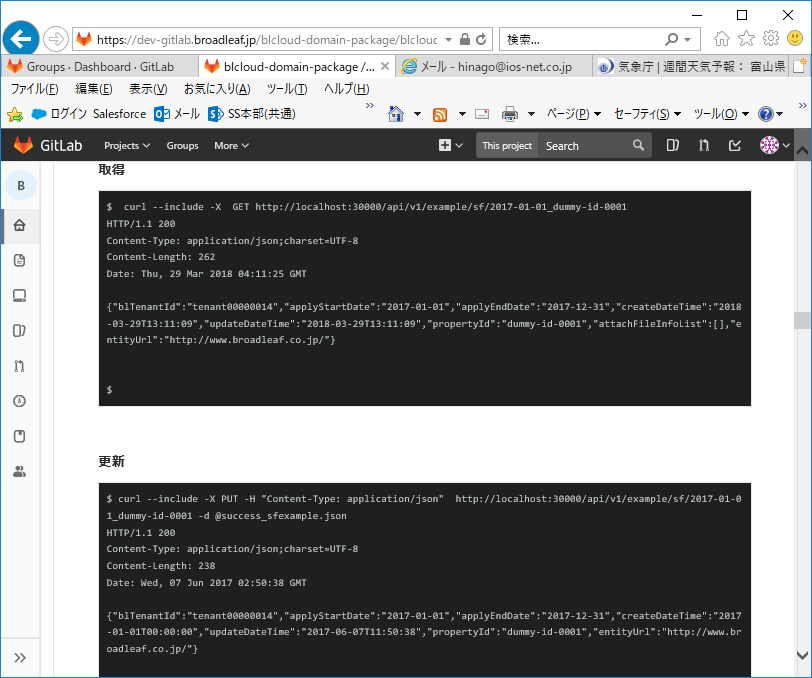 https://dev-gitlab.broadleaf.jp/blcloud-domain-package/blclouc
検索...
Groups · Dashboard · GitLab
blcloud-domain-package /...
メール - hinago@ios-net.co.jp
気象庁 | 週間天気予報： 富山県
ファイル(F) 編集(E) 表示(V) お気に入り(A) ツール(T) ヘルプ(H)
ログイン Salesforce メール SS本部(共通) ページ(P) セーフティ(S) ツール(O)
GitLab Projects Groups More This project Search
B
取得
$  curl --include -X  GET http://localhost:30000/api/v1/example/sf/2017-01-01_dummy-id-0001
HTTP/1.1 200
Content-Type: application/json;charset=UTF-8
Content-Length: 262
Date: Thu, 29 Mar 2018 04:11:25 GMT
{"blTenantId":"tenant00000014","applyStartDate":"2017-01-01","applyEndDate":"2017-12-31","createDateTime":"2018
-03-29T13:11:09","updateDateTime":"2018-03-29T13:11:09","propertyId":"dummy-id-0001","attachFileInfoList":[],"e
ntityUrl":"http://www.broadleaf.co.jp/"}
$
更新
$ curl --include -X PUT -H "Content-Type: application/json"  http://localhost:30000/api/v1/example/sf/2017-01-0
1_dummy-id-0001 -d @success_sfexample.json
HTTP/1.1 200
Content-Type: application/json;charset=UTF-8
Content-Length: 238
Date: Wed, 07 Jun 2017 02:50:38 GMT
{"blTenantId":"tenant00000014","applyStartDate":"2017-01-01","applyEndDate":"2017-12-31","createDateTime":"2017
-01-01T00:00:00","updateDateTime":"2017-06-07T11:50:38","propertyId":"dummy-id-0001","entityUrl":"http://www.br
oadleaf.co.jp/"}